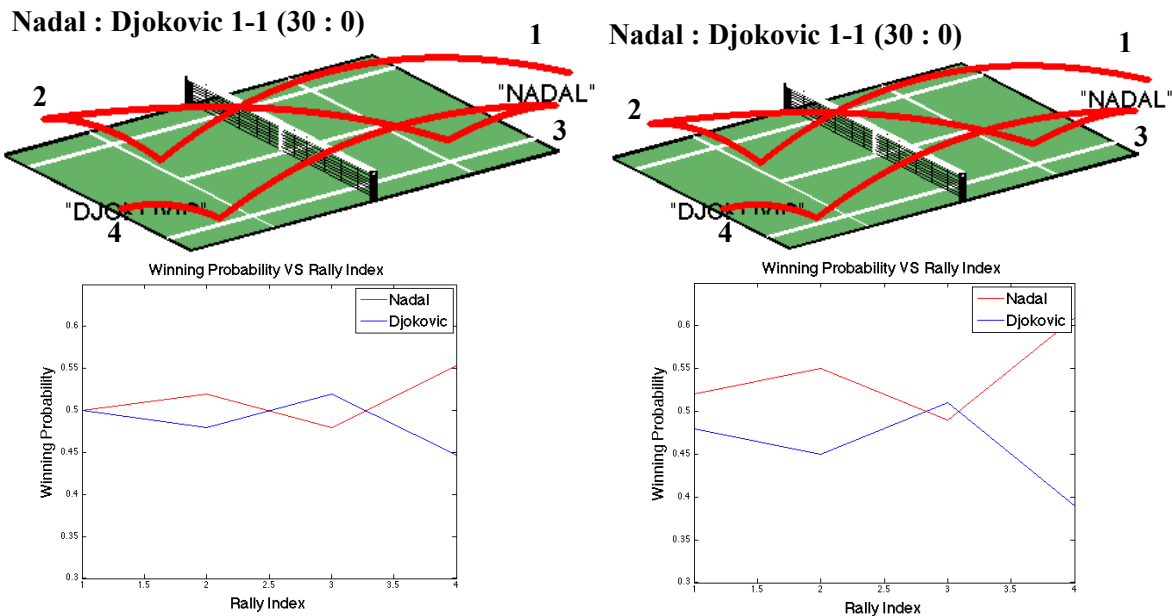 Nadal : Djokovic 1-1 (30 : 0)
1
"NADAL"
2
3
4
Winning Probability VS Rally Index
Nadal
Djokovic
0.6
0.55
0.5
0.45
0.4
0.35
0.3
Winning Probability
1 1.5 2 2.5 3 3.5 4
Rally Index
Nadal : Djokovic 1-1 (30 : 0)
1
"NADAL"
2
3
4
Winning Probability VS Rally Index
Nadal
Djokovic
0.6
0.55
0.5
0.45
0.4
0.35
0.3
Winning Probability
1 1.5 2 2.5 3 3.5 4
Rally Index